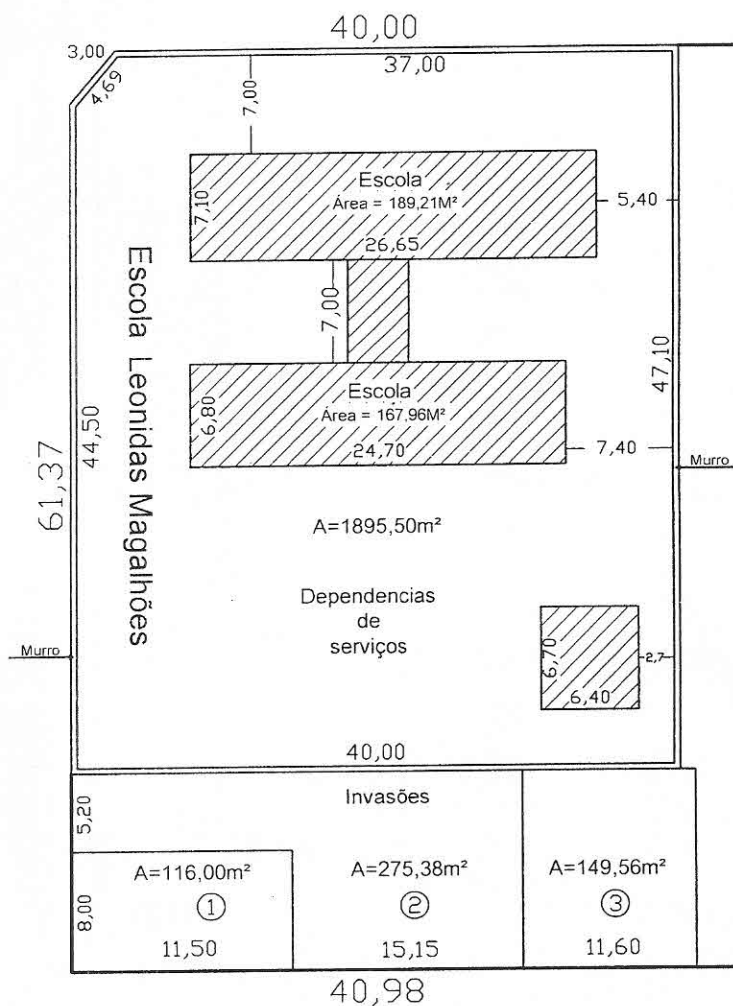 40,00
3,00
37,00
4,69
7,00
Escola
Área = 189,21M²
7,10
26,65
5,40
Escola Leonidas Magalhões
7,00
47,10
Escola
Área = 167,96M²
6,80
24,70
7,40
44,50
61,37
Murro
A=1895,50m²
Dependencias
de
serviços
Murro
6,70
2,7
6,40
40,00
5,20
Invasões
A=116,00m²
A=275,38m²
A=149,56m²
8,00
1
2
3
11,50
15,15
11,60
40,98